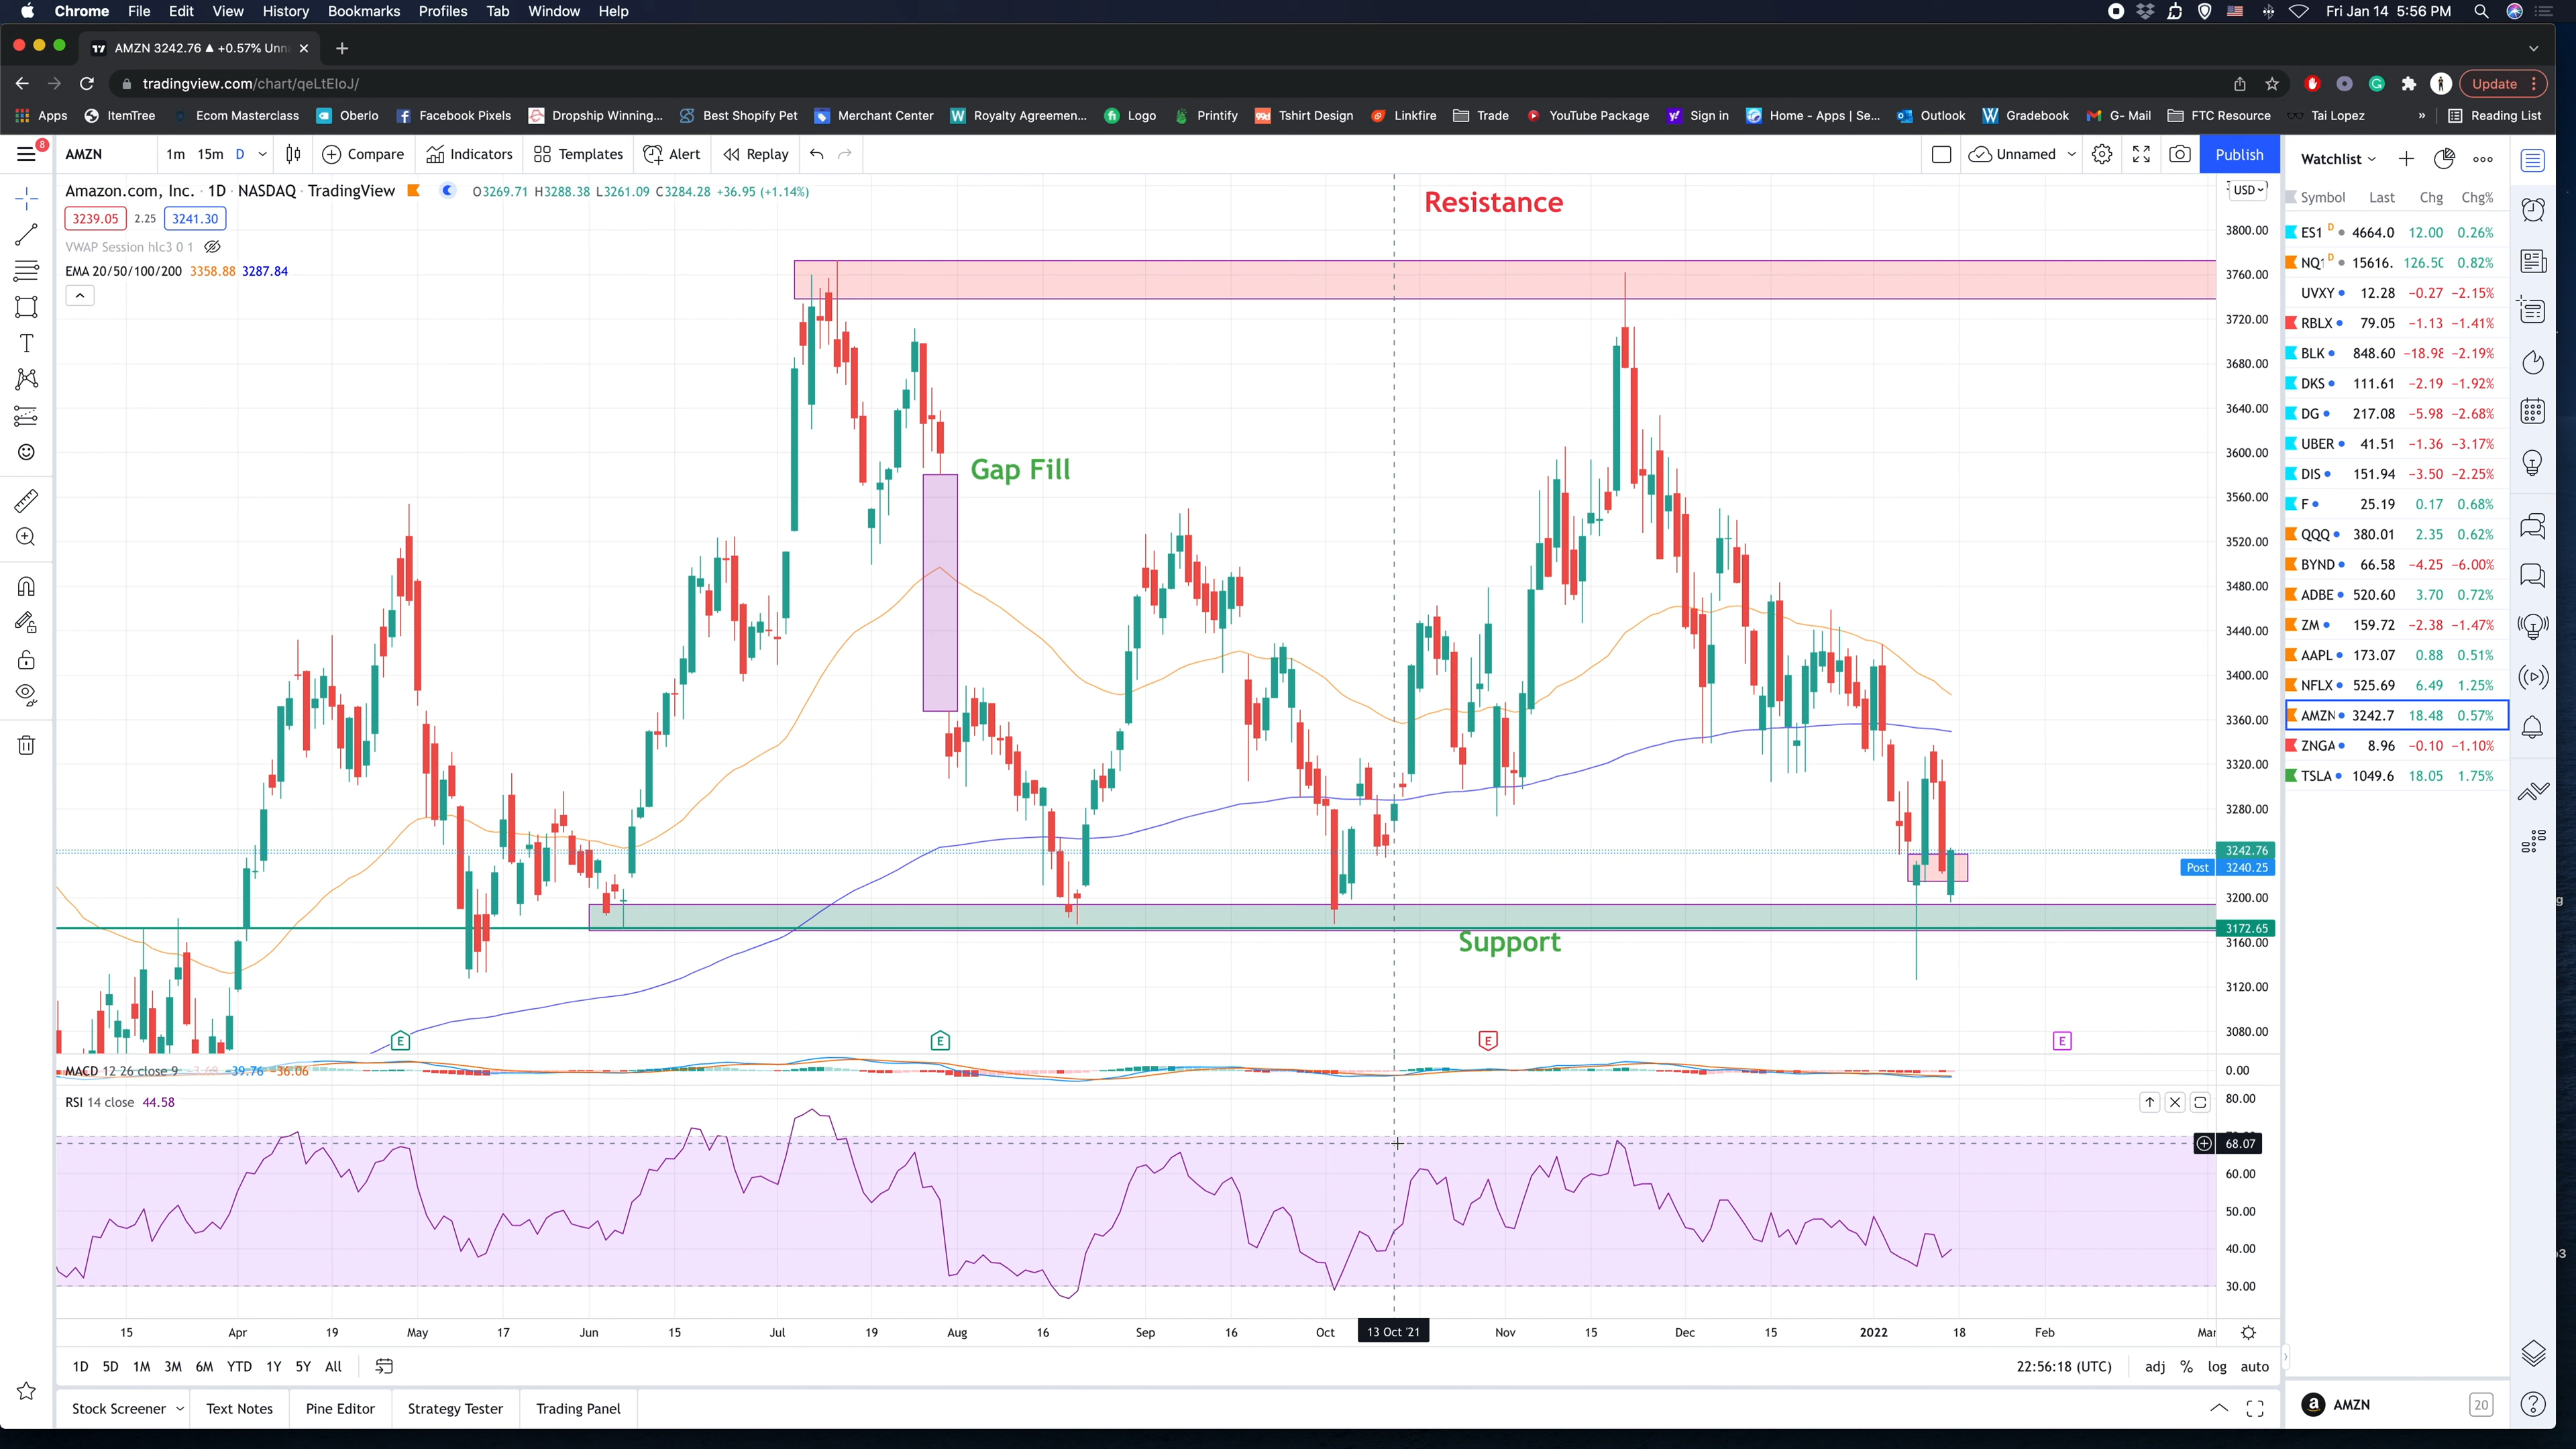 Chrome File Edit View History Bookmarks Profiles Tab Window Help Fri Jan 14 5:56 PM
AMZN 3242.76 ▲ +0.57% Unn
tradingview.com/chart/qeLtEIoJ/ Update
Apps ItemTree Ecom Masterclass Oberlo Facebook Pixels Dropship Winning... Best Shopify Pet Merchant Center Royalty Agreemen... Logo Printify Tshirt Design Linkfire Trade YouTube Package Sign in Home - Apps | Se... Outlook Gradebook G- Mail FTC Resource Tai Lopez » Reading List
8 AMZN 1m 15m D Compare Indicators Templates Alert Replay Unnamed Publish Watchlist
Amazon.com, Inc. · 1D · NASDAQ · TradingView O3269.71 H3288.38 L3261.09 C3284.28 +36.95 (+1.14%) USD
3239.05 2.25 3241.30
VWAP Session hlc3 0 1
EMA 20/50/100/200 3358.88 3287.84
Resistance
Gap Fill
Support
3800.00
3760.00
3720.00
3680.00
3640.00
3600.00
3560.00
3520.00
3480.00
3440.00
3400.00
3360.00
3320.00
3280.00
3242.76
Post 3240.25
3200.00
3172.65
3160.00
3120.00
3080.00
E E E E
MACD 12 26 close 9 -39.76 -36.06 0.00
RSI 14 close 44.58
80.00
68.07
60.00
50.00
40.00
30.00
15 Apr 19 May 17 Jun 15 Jul 19 Aug 16 Sep 16 Oct 13 Oct '21 Nov 15 Dec 15 2022 18 Feb Mar
1D 5D 1M 3M 6M YTD 1Y 5Y All 22:56:18 (UTC) adj % log auto
Stock Screener Text Notes Pine Editor Strategy Tester Trading Panel
Symbol Last Chg Chg%
ES1 D 4664.0 12.00 0.26%
NQ1 D 15616. 126.50 0.82%
UVXY 12.28 −0.27 −2.15%
RBLX 79.05 −1.13 −1.41%
BLK 848.60 −18.98 −2.19%
DKS 111.61 −2.19 −1.92%
DG 217.08 −5.98 −2.68%
UBER 41.51 −1.36 −3.17%
DIS 151.94 −3.50 −2.25%
F 25.19 0.17 0.68%
QQQ 380.01 2.35 0.62%
BYND 66.58 −4.25 −6.00%
ADBE 520.60 3.70 0.72%
ZM 159.72 −2.38 −1.47%
AAPL 173.07 0.88 0.51%
NFLX 525.69 6.49 1.25%
AMZN 3242.7 18.48 0.57%
ZNGA 8.96 −0.10 −1.10%
TSLA 1049.6 18.05 1.75%
AMZN 20